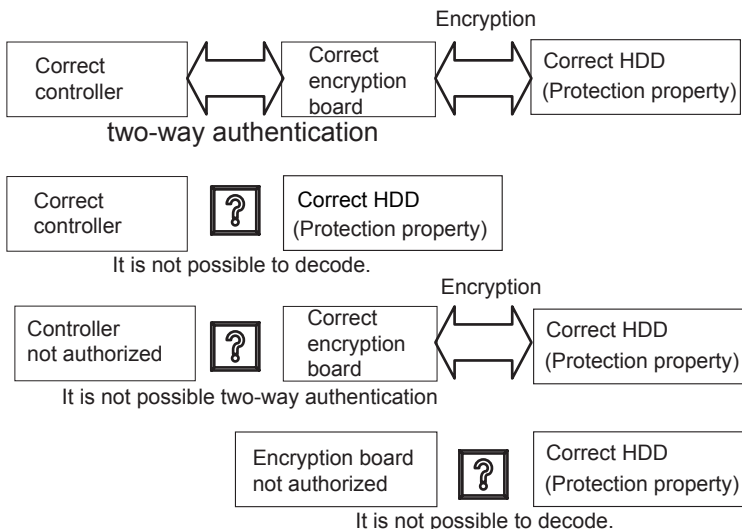 Encryption
Correct
controller
Correct
encryption
board
Correct HDD
(Protection property)
two-way authentication
Correct
controller
?
Correct HDD
(Protection property)
It is not possible to decode.
Encryption
Controller
not authorized
?
Correct
encryption
board
Correct HDD
(Protection property)
It is not possible two-way authentication
Encryption board
not authorized
?
Correct HDD
(Protection property)
It is not possible to decode.